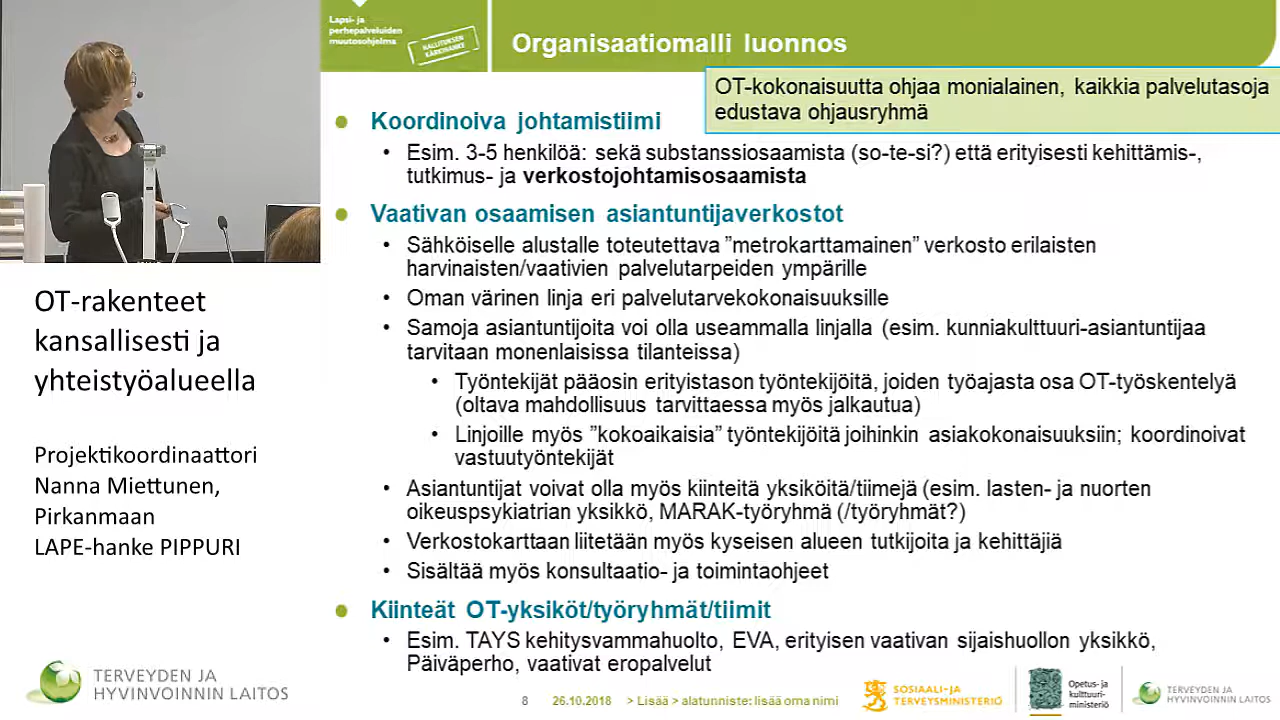 Lapsi- ja
perhepalveluiden
muutosohjelma
HALLITUKSEN
KÄRKIHANKE
Organisaatiomalli luonnos
OT-kokonaisuutta ohjaa monialainen, kaikkia palvelutasoja
edustava ohjausryhmä
Koordinoiva johtamistiimi
Esim. 3-5 henkilöä: sekä substanssiosaamista (so-te-si?) että erityisesti kehittämis-,
tutkimus- ja verkostojohtamisosaamista
Vaativan osaamisen asiantuntijaverkostot
Sähköiselle alustalle toteutettava ”metrokarttamainen” verkosto erilaisten
harvinaisten/vaativien palvelutarpeiden ympärille
Oman värinen linja eri palvelutarvekokonaisuuksille
Samoja asiantuntijoita voi olla useammalla linjalla (esim. kunniakulttuuri-asiantuntijaa
tarvitaan monenlaisissa tilanteissa)
Työntekijät pääosin erityistason työntekijöitä, joiden työajasta osa OT-työskentelyä
(oltava mahdollisuus tarvittaessa myös jalkautua)
Linjoille myös ”kokoaikaisia” työntekijöitä joihinkin asiakokonaisuuksiin; koordinoivat
vastuutyöntekijät
Asiantuntijat voivat olla myös kiinteitä yksiköitä/tiimejä (esim. lasten- ja nuorten
oikeuspsykiatrian yksikkö, MARAK-työryhmä (/työryhmät?)
Verkostokarttaan liitetään myös kyseisen alueen tutkijoita ja kehittäjiä
Sisältää myös konsultaatio- ja toimintaohjeet
Kiinteät OT-yksiköt/työryhmät/tiimit
Esim. TAYS kehitysvammahuolto, EVA, erityisen vaativan sijaishuollon yksikkö,
Päiväperho, vaativat eropalvelut
OT-rakenteet
kansallisesti ja
yhteistyöalueella
Projektikoordinaattori
Nanna Miettunen,
Pirkanmaan
LAPE-hanke PIPPURI
TERVEYDEN JA
HYVINVOINNIN LAITOS
8 26.10.2018 > Lisää > alatunniste: lisää oma nimi
SOSIAALI- JA
TERVEYSMINISTERIÖ
Opetus- ja
kulttuuri-
ministeriö
TERVEYDEN JA
HYVINVOINNIN LAITOS